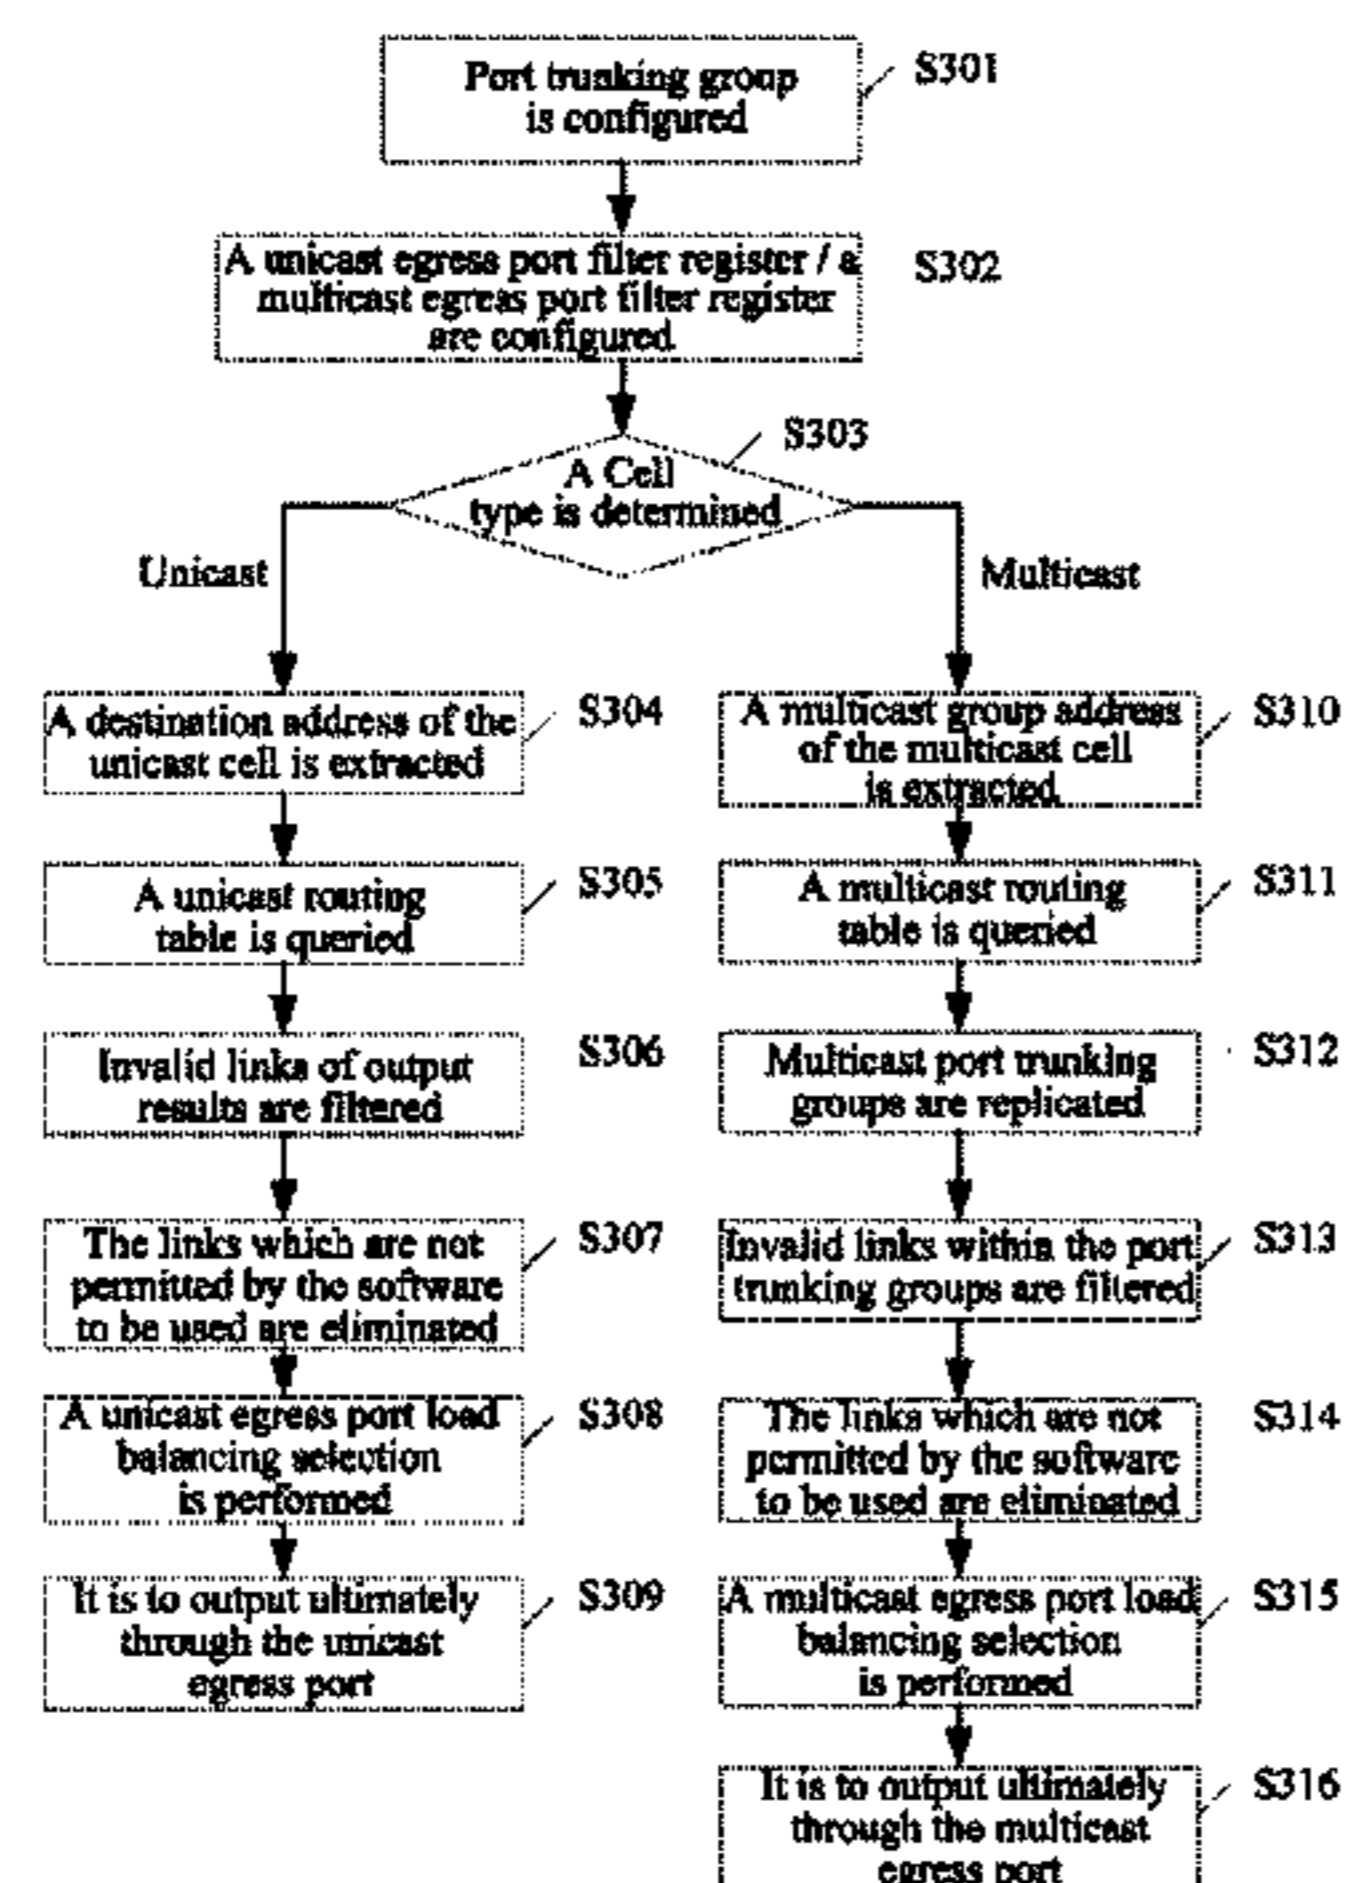 Port trunking group
is configured
S301
A unicast egress port filter register / a
multicast egreas port filter register
are configured
S302
S303
A Cell
type is determined
Unicast
Multicast
A destination address of the
unicast cell is extracted
S304
A unicast routing
table is queried
S305
Invalid links of output
results are filtered
S306
The links which are not
permitted by the software
to be used are eliminated
S307
A unicast egress port load
balancing selection
is performed
S308
It is to output ultimately
through the unicast
egress port
S309
A multicast group address
of the multicast cell
is extracted
S310
A multicast routing
table is queried
S311
Multicast port trunking
groups are replicated
S312
Invalid links within the port
trunking groups are filtered
S313
The links which are not
permitted by the software
to be used are eliminated
S314
A multicast egress port load
balancing selection
is performed
S315
It is to output ultimately
through the multicast
egress port
S316